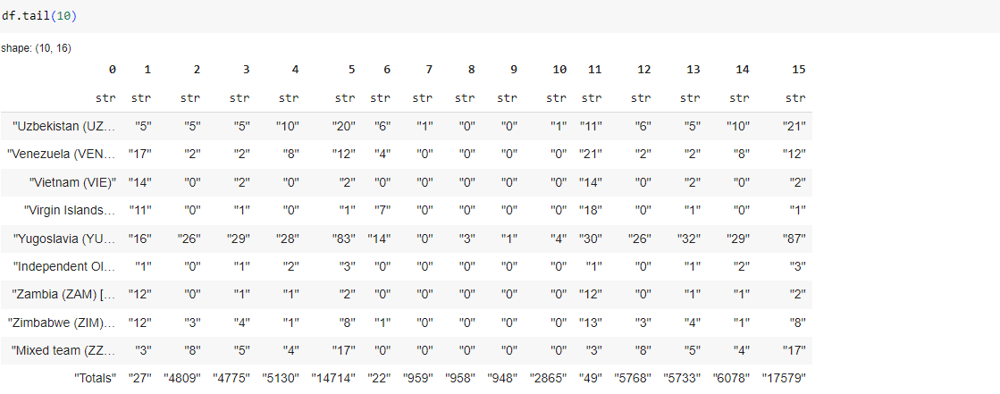 df.tail(10)
shape: (10, 16)
0 1 2 3 4 5 6 7 8 9 10 11 12 13 14 15
str str str str str str str str str str str str str str str str
"Uzbekistan (UZ… "5" "5" "5" "10" "20" "6" "1" "0" "0" "1" "11" "6" "5" "10" "21"
"Venezuela (VEN… "17" "2" "2" "8" "12" "4" "0" "0" "0" "0" "21" "2" "2" "8" "12"
"Vietnam (VIE)" "14" "0" "2" "0" "2" "0" "0" "0" "0" "0" "14" "0" "2" "0" "2"
"Virgin Islands… "11" "0" "1" "0" "1" "7" "0" "0" "0" "0" "18" "0" "1" "0" "1"
"Yugoslavia (YU… "16" "26" "29" "28" "83" "14" "0" "3" "1" "4" "30" "26" "32" "29" "87"
"Independent Ol… "1" "0" "1" "2" "3" "0" "0" "0" "0" "0" "1" "0" "1" "2" "3"
"Zambia (ZAM) [… "12" "0" "1" "1" "2" "0" "0" "0" "0" "0" "12" "0" "1" "1" "2"
"Zimbabwe (ZIM)… "12" "3" "4" "1" "8" "1" "0" "0" "0" "0" "13" "3" "4" "1" "8"
"Mixed team (ZZ… "3" "8" "5" "4" "17" "0" "0" "0" "0" "0" "3" "8" "5" "4" "17"
"Totals" "27" "4809" "4775" "5130" "14714" "22" "959" "958" "948" "2865" "49" "5768" "5733" "6078" "17579"